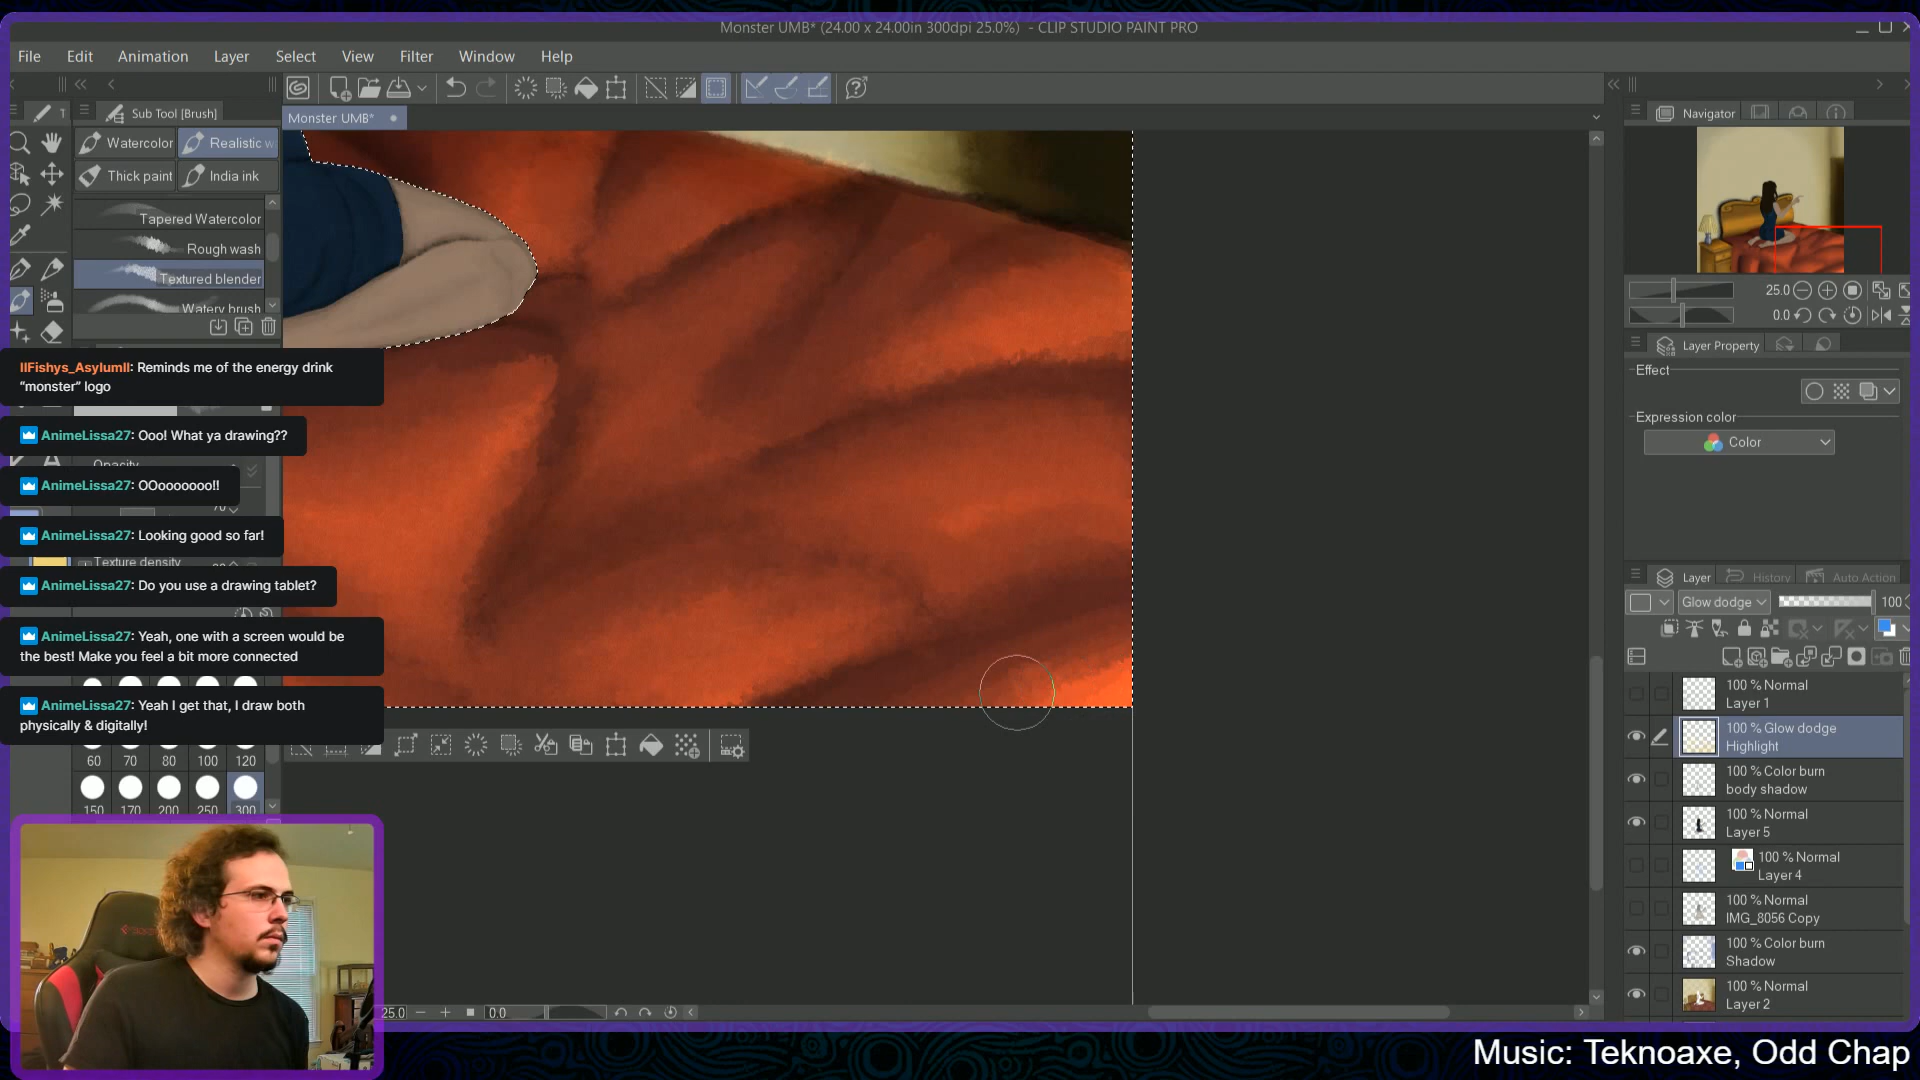 Monster UMB* (24.00 x 24.00in 300dpi 25.0%) - CLIP STUDIO PAINT PRO
File Edit Animation Layer Select View Filter Window Help
Sub Tool [Brush]
Monster UMB*
Navigator
Watercolor
Realistic w
Thick paint
India ink
Tapered Watercolor
Rough wash
Textured blender
Watery brush
25.0
0.0
Layer Property
Effect
Expression color
Color
IIFishys_AsylumII: Reminds me of the energy drink
“monster” logo
AnimeLissa27: Ooo! What ya drawing??
Opacity
AnimeLissa27: OOooooooo!!
AnimeLissa27: Looking good so far!
Texture density
AnimeLissa27: Do you use a drawing tablet?
AnimeLissa27: Yeah, one with a screen would be
the best! Make you feel a bit more connected
AnimeLissa27: Yeah I get that, I draw both
physically & digitally!
60 70 80 100 120
150 170 200 250 300
Layer History Auto Action
Glow dodge 100
100 % Normal
Layer 1
100 % Glow dodge
Highlight
100 % Color burn
body shadow
100 % Normal
Layer 5
100 % Normal
Layer 4
100 % Normal
IMG_8056 Copy
100 % Color burn
Shadow
100 % Normal
Layer 2
25.0 0.0
Music: Teknoaxe, Odd Chap